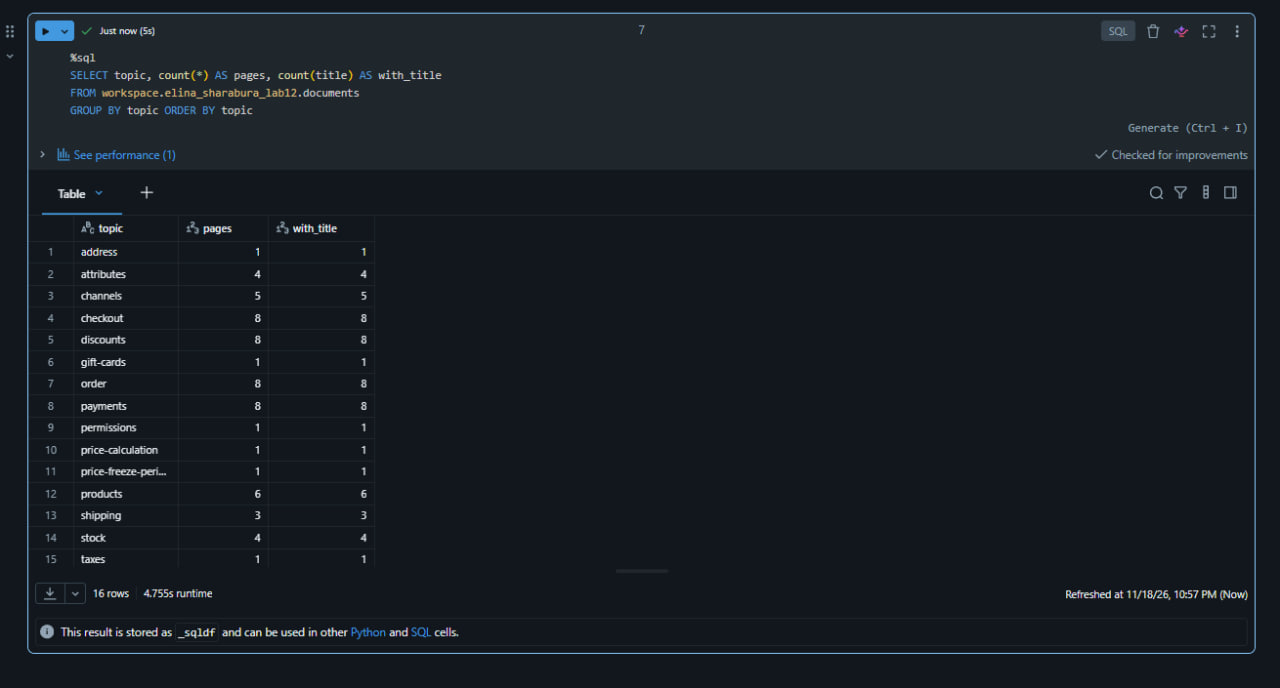 Just now (5s)
7
SQL
%sql
SELECT topic, count(*) AS pages, count(title) AS with_title
FROM workspace.elina_sharabura_lab12.documents
GROUP BY topic ORDER BY topic
Generate (Ctrl + I)
See performance (1)
Checked for improvements
Table
topic pages with_title
1 address 1 1
2 attributes 4 4
3 channels 5 5
4 checkout 8 8
5 discounts 8 8
6 gift-cards 1 1
7 order 8 8
8 payments 8 8
9 permissions 1 1
10 price-calculation 1 1
11 price-freeze-peri... 1 1
12 products 6 6
13 shipping 3 3
14 stock 4 4
15 taxes 1 1
16 rows 4.755s runtime
Refreshed at 11/18/26, 10:57 PM (Now)
This result is stored as _sqldf and can be used in other Python and SQL cells.